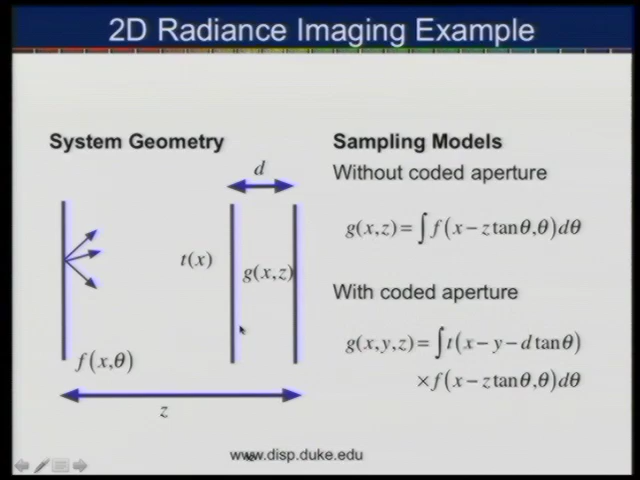 2D Radiance Imaging Example
System Geometry
d
t(x)
g(x,z)
f(x,θ)
z
Sampling Models
Without coded aperture
g(x,z)=∫f(x−z tanθ,θ)dθ
With coded aperture
g(x,y,z)=∫t(x−y−d tanθ)
×f(x−z tanθ,θ)dθ
www.disp.duke.edu